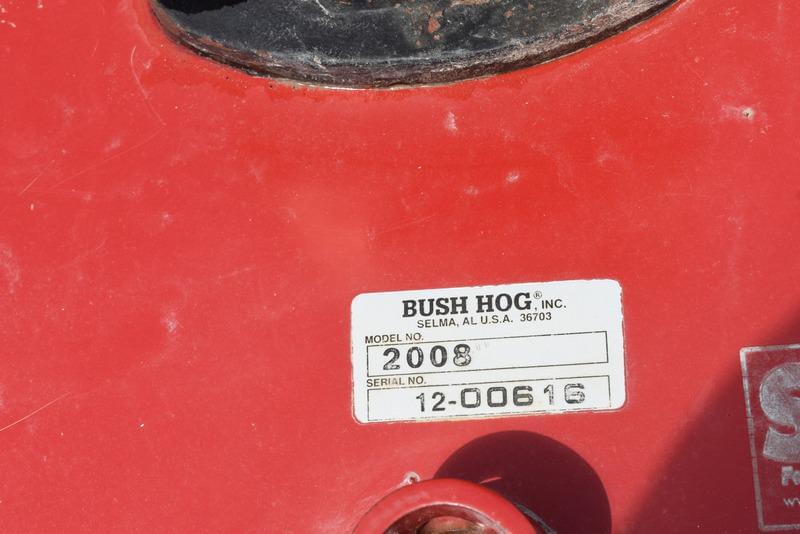 BUSH HOG®, INC.
SELMA, AL U.S.A. 36703
MODEL NO.
2008
SERIAL NO.
12-00616